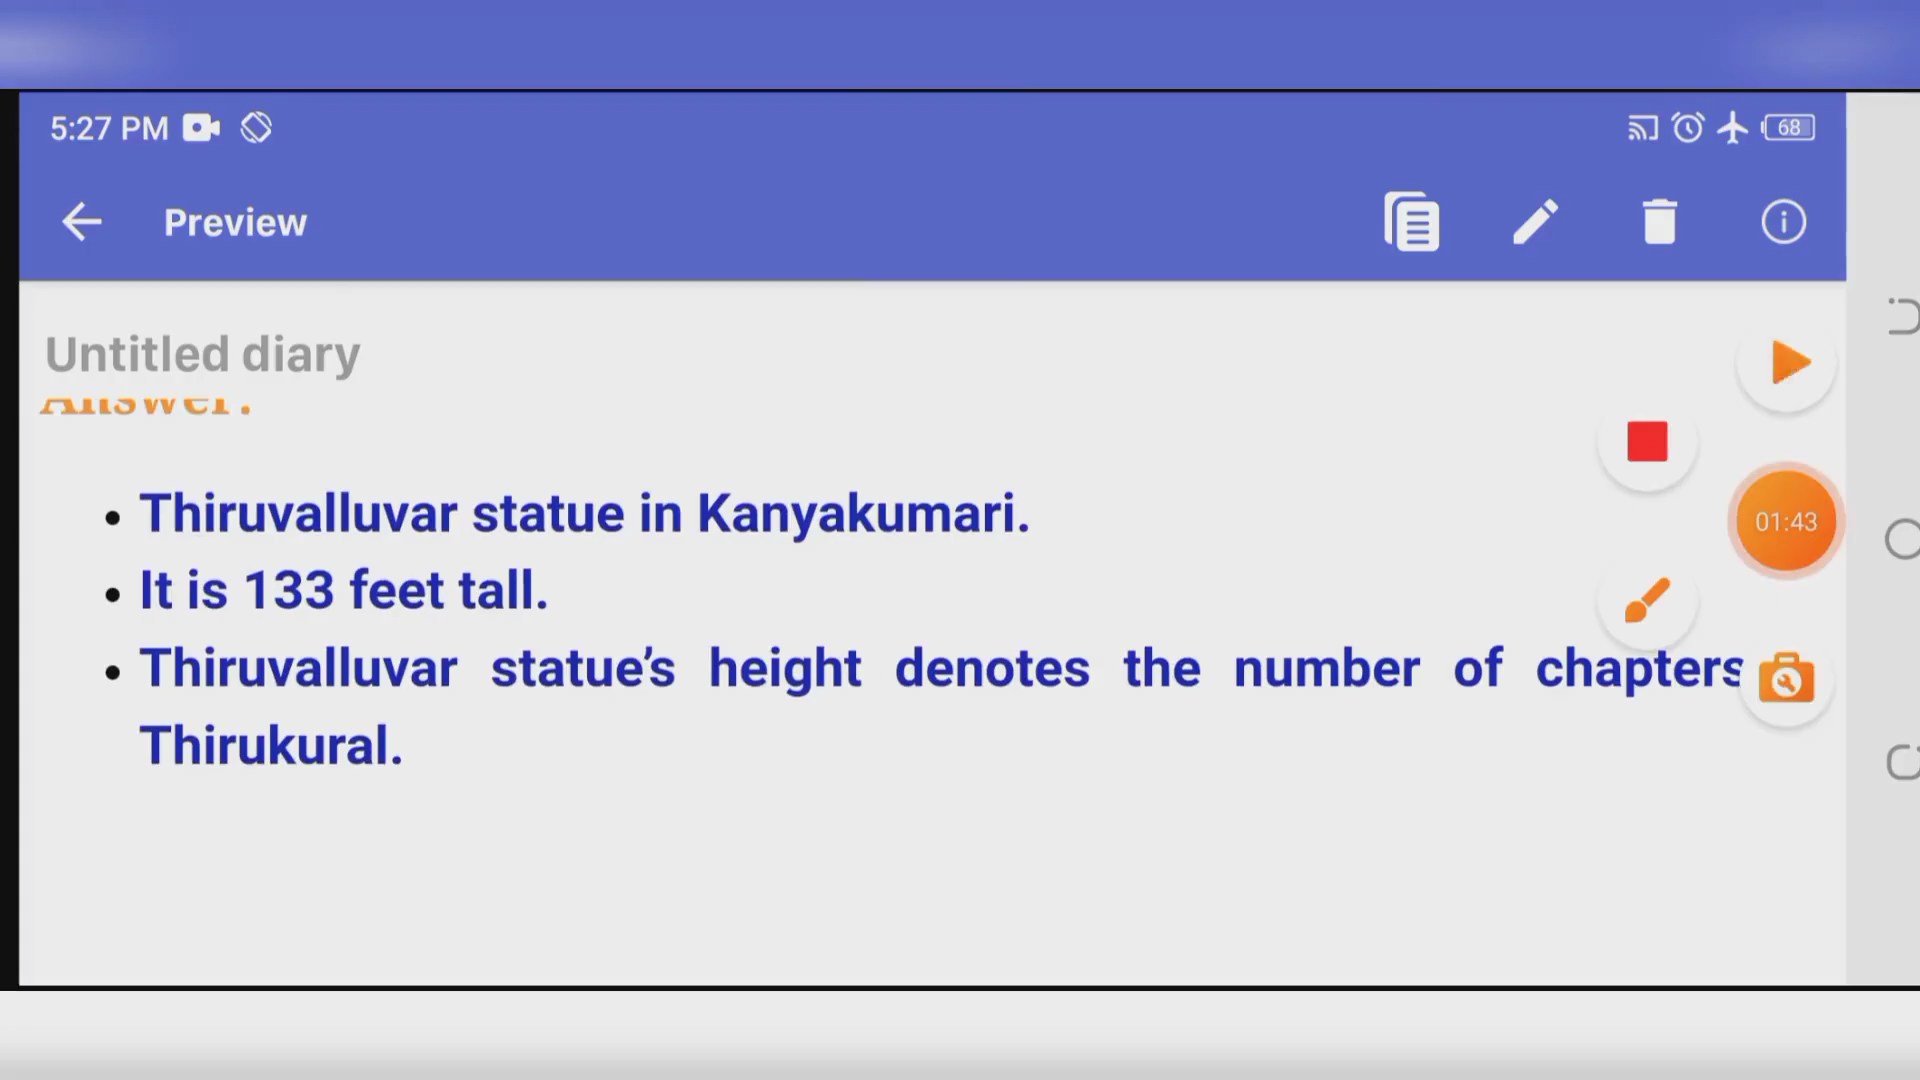 5:27 PM
68
Preview
Untitled diary
Answer:
• Thiruvalluvar statue in Kanyakumari.
01:43
• It is 133 feet tall.
• Thiruvalluvar statue’s height denotes the number of chapters
Thirukural.